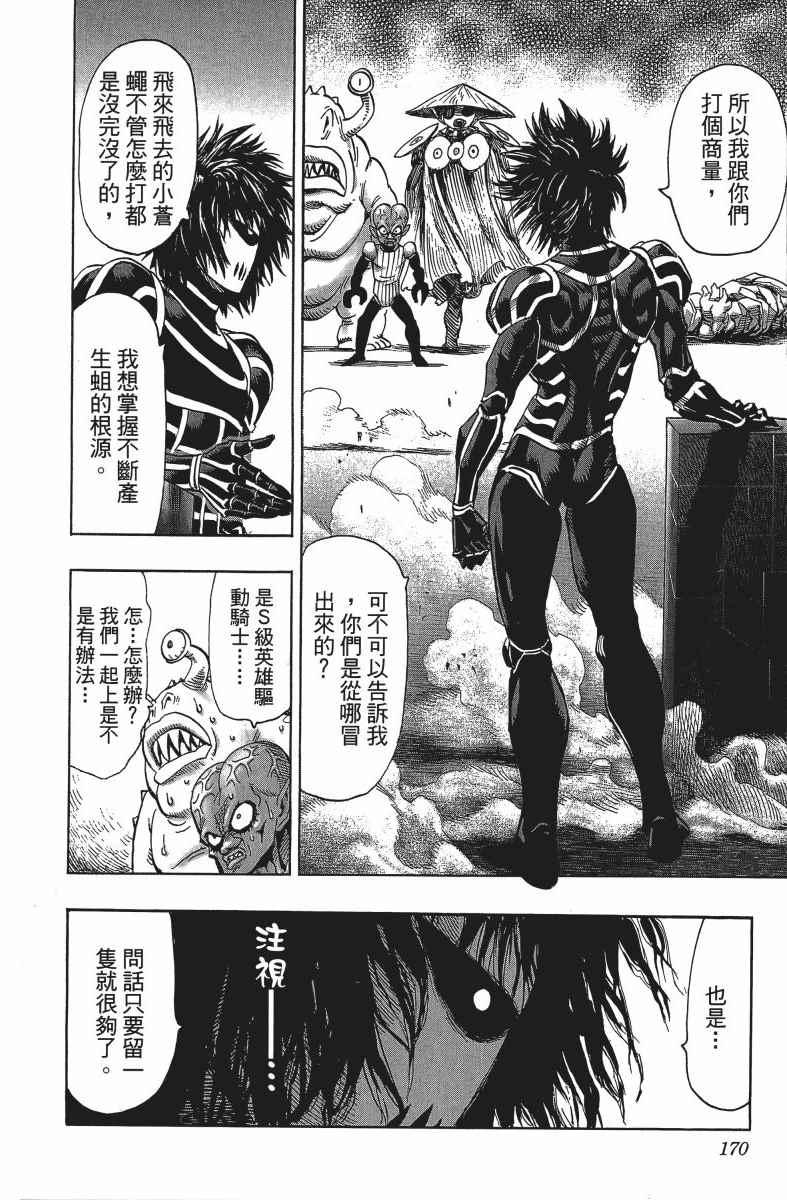 所以我跟你們
打個商量，
可不可以告訴我
，你們是從哪冒
出來的？
飛來飛去的小蒼
蠅不管怎麼打都
是沒完沒了的，
我想掌握不斷產
生蛆的根源。
是Ｓ級英雄驅
動騎士……
怎…怎麼辦？
我們一起上是不
是有辦法…
也是…
注視——…
問話只要留一
隻就很夠了。
170